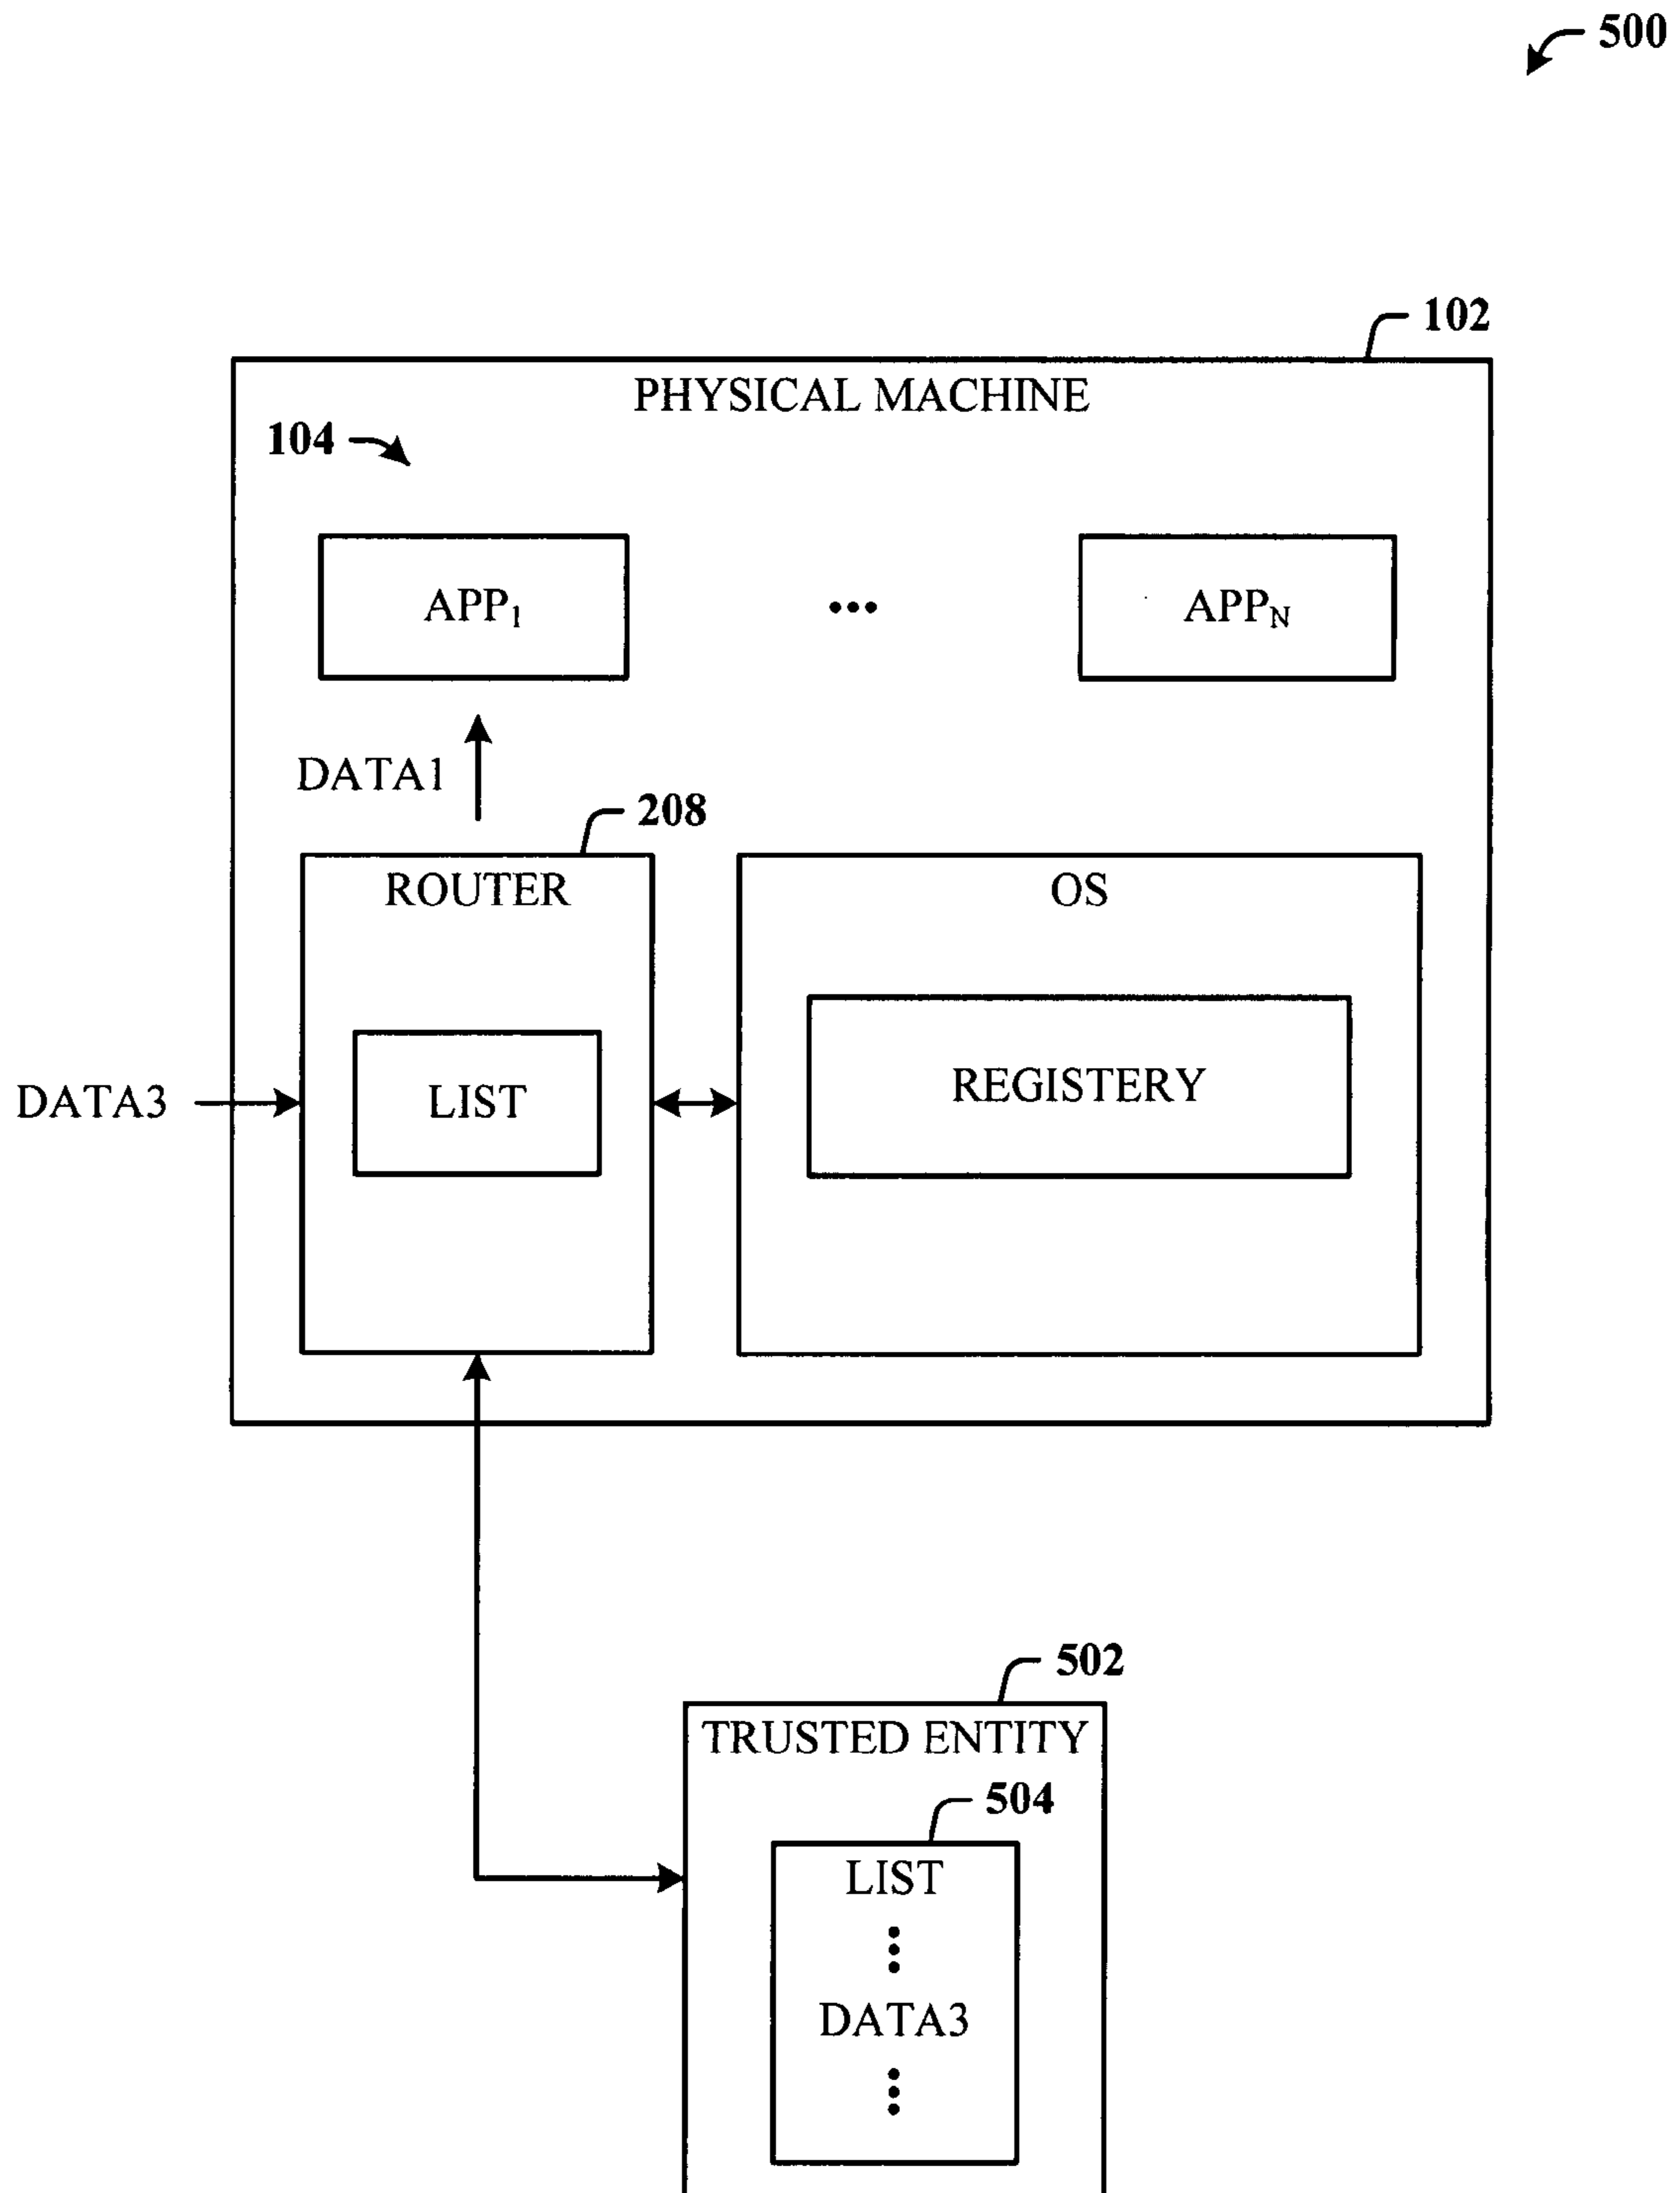 500
102
PHYSICAL MACHINE
104
APP1
...
APPN
DATA1
208
ROUTER
OS
LIST
REGISTERY
DATA3
502
TRUSTED ENTITY
504
LIST
DATA3